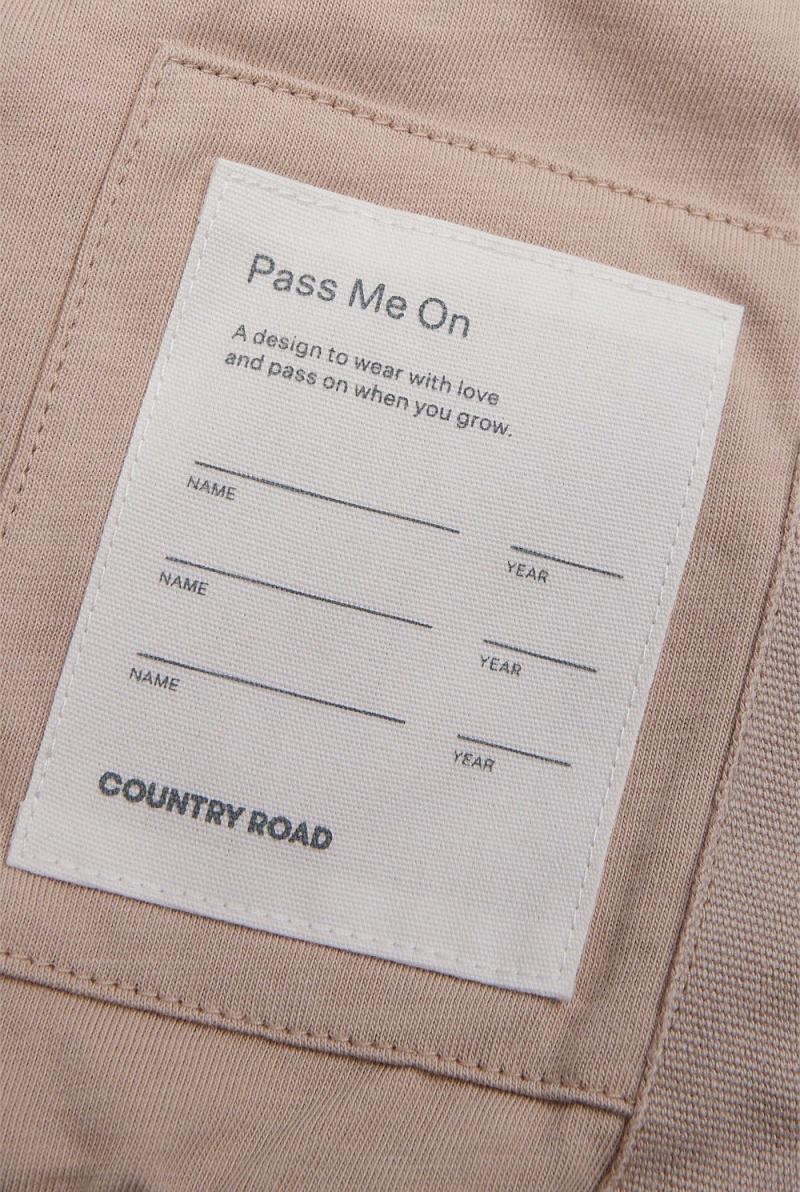 Pass Me On
A design to wear with love
and pass on when you grow.
NAME
YEAR
NAME
YEAR
NAME
YEAR
COUNTRY ROAD